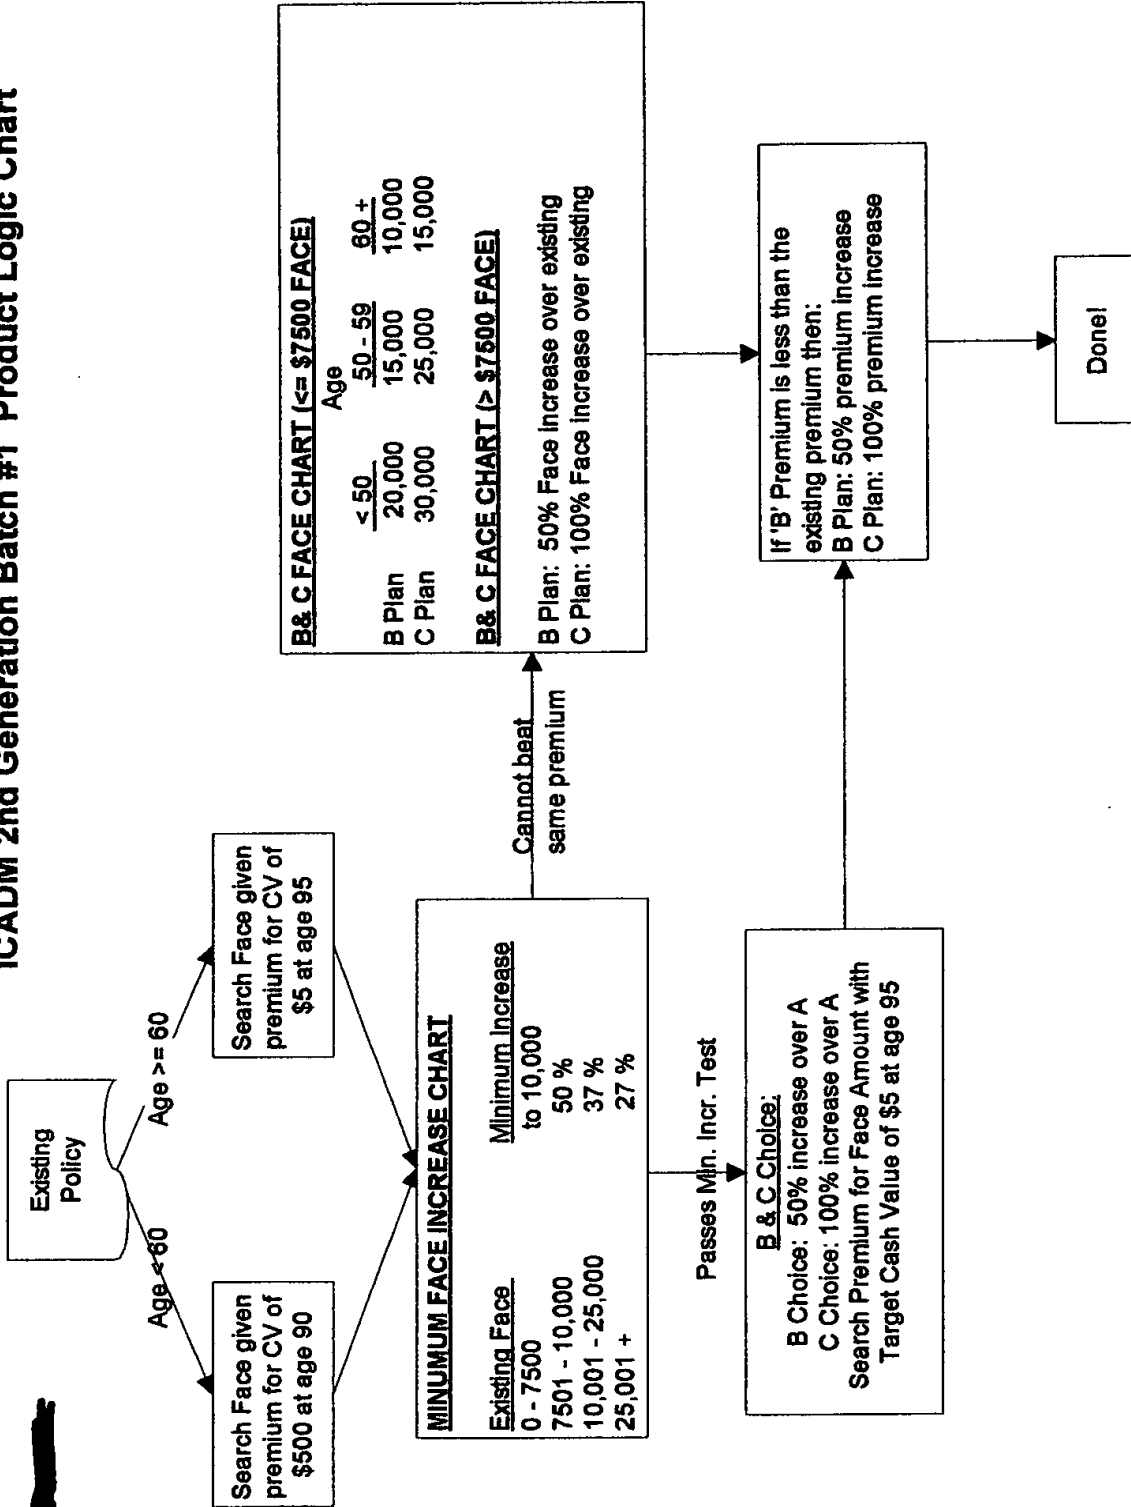 ICADM 2nd Generation Batch #1 Product Logic Chart
Existing
Policy
Age < 60
Age >= 60
Search Face given
premium for CV of
$500 at age 90
Search Face given
premium for CV of
$5 at age 95
MINUMUM FACE INCREASE CHART
Existing Face Minimum Increase
0 - 7500 to 10,000
7501 - 10,000 50 %
10,001 - 25,000 37 %
25,001 + 27 %
Cannot beat
same premium
B& C FACE CHART (<= $7500 FACE)
Age
< 50 50 - 59 60 +
B Plan 20,000 15,000 10,000
C Plan 30,000 25,000 15,000
B& C FACE CHART (> $7500 FACE)
B Plan: 50% Face increase over existing
C Plan: 100% Face increase over existing
Passes Min. Incr. Test
B & C Choice:
B Choice: 50% increase over A
C Choice: 100% increase over A
Search Premium for Face Amount with
Target Cash Value of $5 at age 95
If 'B' Premium is less than the
existing premium then:
B Plan: 50% premium increase
C Plan: 100% premium increase
Done!